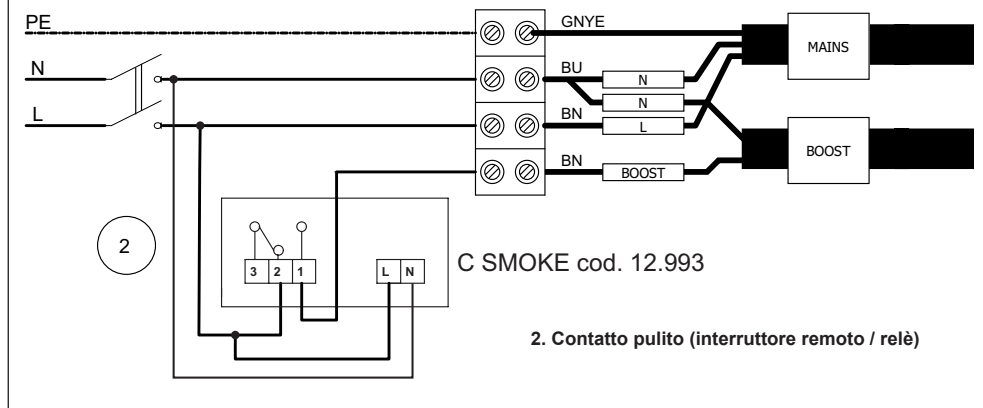 PE
GNYE
MAINS
N
BU
N
N
L
BN
L
BOOST
BN
BOOST
2
3 2 1
L N
C SMOKE cod. 12.993
2. Contatto pulito (interruttore remoto / relè)